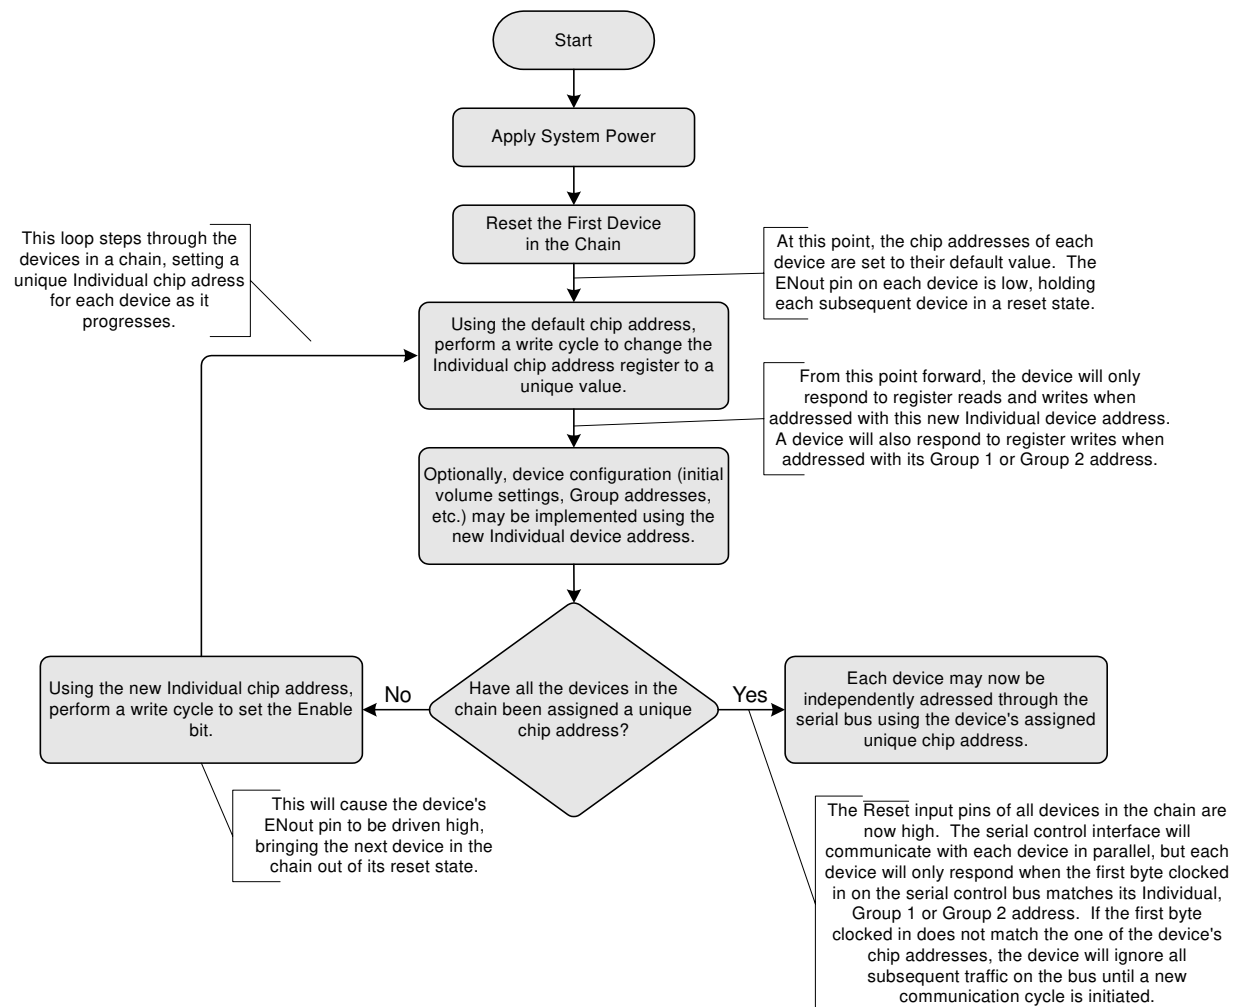 Start
Apply System Power
Reset the First Device
in the Chain
This loop steps through the
devices in a chain, setting a
unique Individual chip adress
for each device as it
progresses.
At this point, the chip addresses of each
device are set to their default value.  The
ENout pin on each device is low, holding
each subsequent device in a reset state.
Using the default chip address,
perform a write cycle to change the
Individual chip address register to a
unique value.
From this point forward, the device will only
respond to register reads and writes when
addressed with this new Individual device address.
A device will also respond to register writes when
addressed with its Group 1 or Group 2 address.
Optionally, device configuration (initial
volume settings, Group addresses,
etc.) may be implemented using the
new Individual device address.
Using the new Individual chip address,
perform a write cycle to set the Enable
bit.
No
Have all the devices in the
chain been assigned a unique
chip address?
Yes
Each device may now be
independently adressed through the
serial bus using the device's assigned
unique chip address.
This will cause the device's
ENout pin to be driven high,
bringing the next device in the
chain out of its reset state.
The Reset input pins of all devices in the chain are
now high.  The serial control interface will
communicate with each device in parallel, but each
device will only respond when the first byte clocked
in on the serial control bus matches its Individual,
Group 1 or Group 2 address.  If the first byte
clocked in does not match the one of the device's
chip addresses, the device will ignore all
subsequent traffic on the bus until a new
communication cycle is initiated.